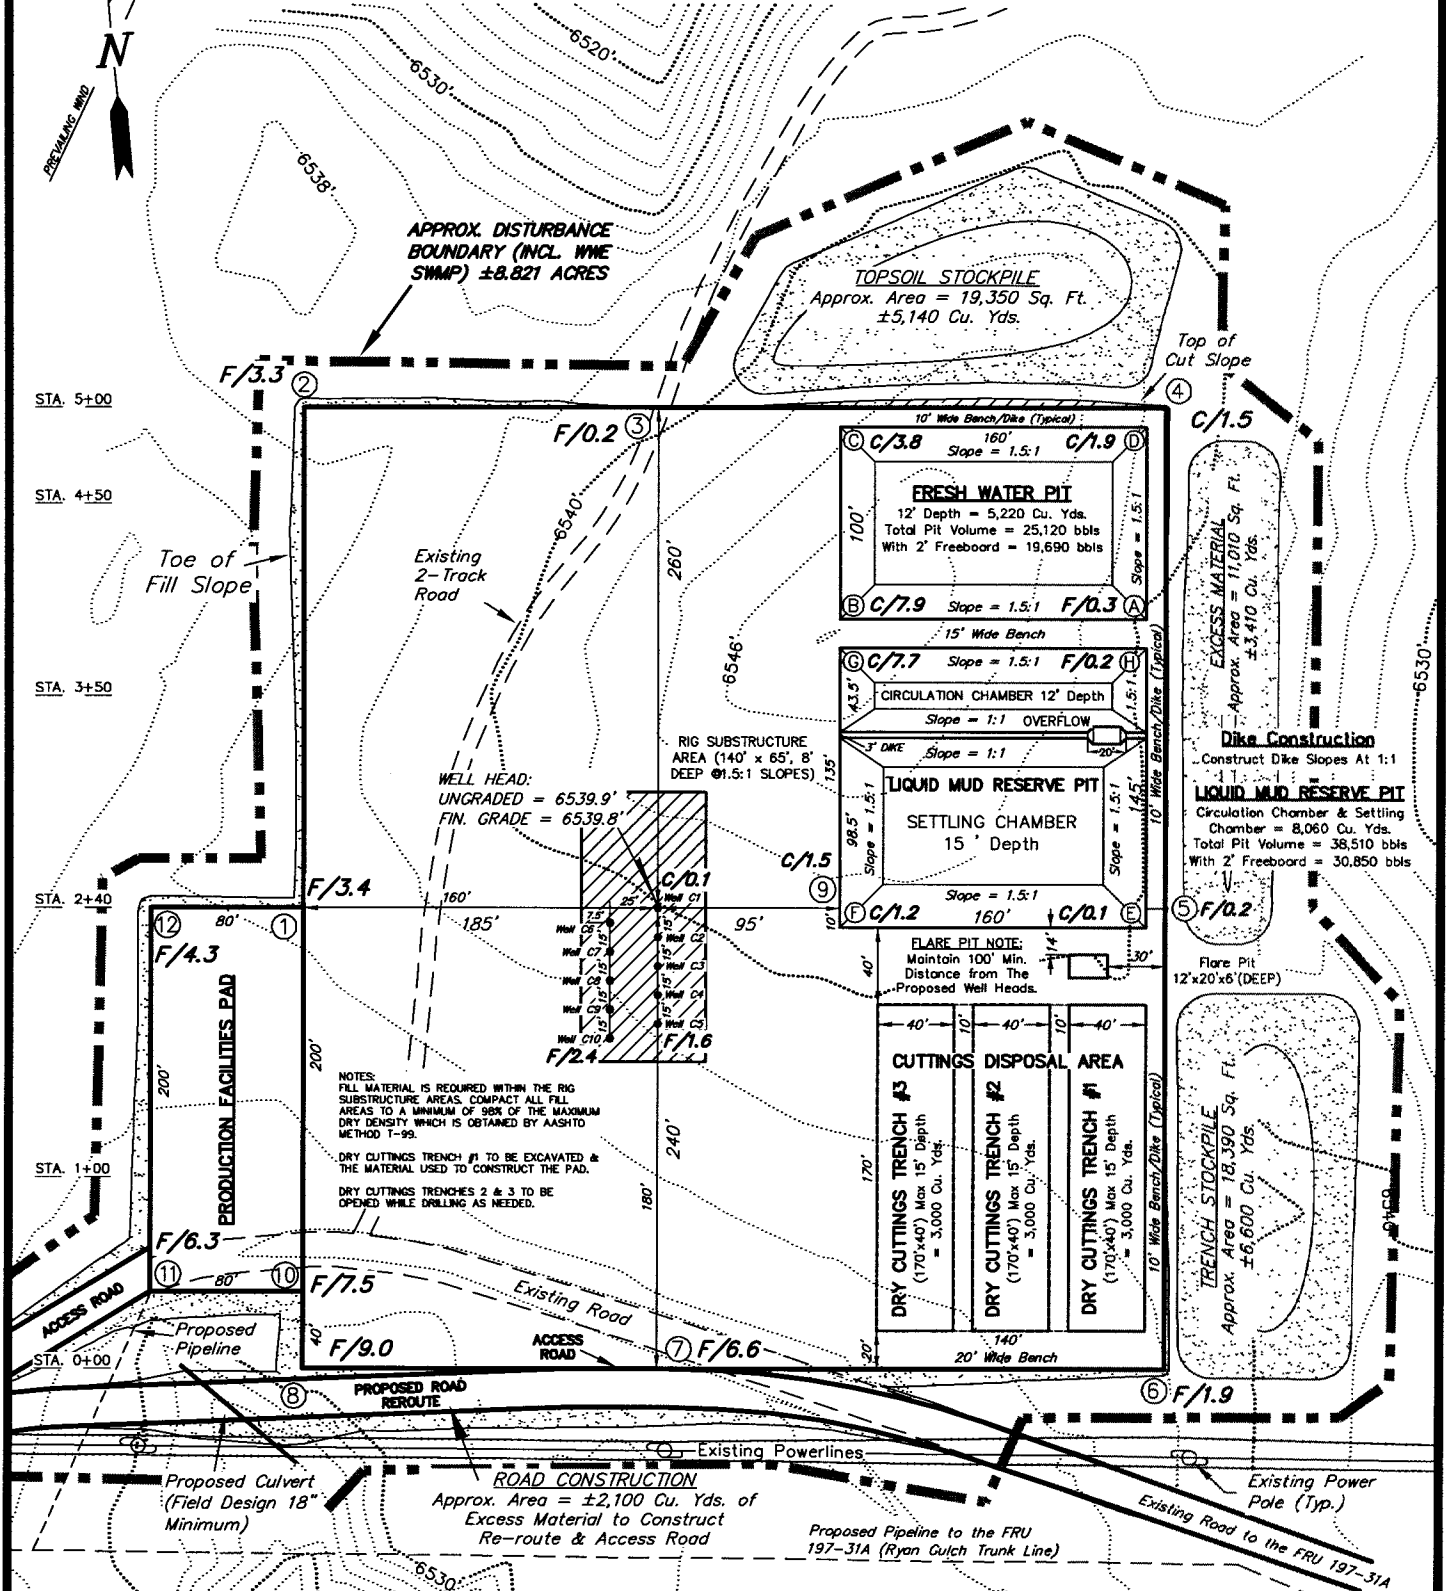 N
PREVAILING WIND
6520'
6530'
6538'
APPROX. DISTURBANCE
BOUNDARY (INCL. WWE
SWMP) ±8.821 ACRES
TOPSOIL STOCKPILE
Approx. Area = 19,350 Sq. Ft.
±5,140 Cu. Yds.
Top of
Cut Slope
F/3.3
2
STA. 5+00
F/0.2
3
4
C/1.5
10' Wide Bench/Dike (Typical)
C C/3.8
160'
C/1.9 D
Slope = 1.5:1
FRESH WATER PIT
12' Depth = 5,220 Cu. Yds.
Total Pit Volume = 25,120 bbls
With 2' Freeboard = 19,690 bbls
100'
Slope = 1.5:1
B C/7.9 Slope = 1.5:1 F/0.3 A
15' Wide Bench
STA. 4+50
6540'
Toe of
Fill Slope
Existing
2-Track
Road
260'
EXCESS MATERIAL
Approx. Area = 11,010 Sq. Ft.
±3,410 Cu. Yds.
6530'
6546'
STA. 3+50
G C/7.7 Slope = 1.5:1 F/0.2 H
43.5'
CIRCULATION CHAMBER 12' Depth
1.5:1
Slope = 1:1 OVERFLOW
20'
3' DIKE
Slope = 1:1
10' Wide Bench/Dike (Typical)
RIG SUBSTRUCTURE
AREA (140' x 65', 8'
DEEP @1.5:1 SLOPES)
135'
LIQUID MUD RESERVE PIT
SETTLING CHAMBER
15 ' Depth
98.5'
Slope = 1.5:1
Slope = 1.5:1
145'
Slope = 1.5:1
Dike Construction
Construct Dike Slopes At 1:1
LIQUID MUD RESERVE PIT
Circulation Chamber & Settling
Chamber = 8,060 Cu. Yds.
Total Pit Volume = 38,510 bbls
With 2' Freeboard = 30,850 bbls
WELL HEAD:
UNGRADED = 6539.9'
FIN. GRADE = 6539.8'
C/1.5
9
10'
F C/1.2 160' C/0.1 E
5 F/0.2
STA. 2+40
F/3.4
80'
12
1
F/4.3
160'
185'
95'
C/0.1
25'
7.5'
Well C1
Well C2
Well C3
Well C4
Well C5
Well C6
Well C7
Well C8
Well C9
Well C10
15'
15'
15'
15'
15'
15'
15'
15'
F/2.4
F/1.6
FLARE PIT NOTE:
Maintain 100' Min.
Distance from The
Proposed Well Heads.
14'
30'
Flare Pit
12'x20'x6'(DEEP)
40'
40' 10' 40' 10' 40'
CUTTINGS DISPOSAL AREA
DRY CUTTINGS TRENCH #3
(170'x40') Max 15' Depth
= 3,000 Cu. Yds.
DRY CUTTINGS TRENCH #2
(170'x40') Max 15' Depth
= 3,000 Cu. Yds.
DRY CUTTINGS TRENCH #1
(170'x40') Max 15' Depth
= 3,000 Cu. Yds.
10' Wide Bench/Dike (Typical)
170'
20'
140'
20' Wide Bench
TRENCH STOCKPILE
Approx. Area = 18,390 Sq. Ft.
±6,600 Cu. Yds.
6540
PRODUCTION FACILITIES PAD
200'
200'
NOTES:
FILL MATERIAL IS REQUIRED WITHIN THE RIG
SUBSTRUCTURE AREAS. COMPACT ALL FILL
AREAS TO A MINIMUM OF 98% OF THE MAXIMUM
DRY DENSITY WHICH IS OBTAINED BY AASHTO
METHOD T-99.
DRY CUTTINGS TRENCH #1 TO BE EXCAVATED &
THE MATERIAL USED TO CONSTRUCT THE PAD.
DRY CUTTINGS TRENCHES 2 & 3 TO BE
OPENED WHILE DRILLING AS NEEDED.
240'
180'
STA. 1+00
F/6.3
11
80'
10
F/7.5
ACCESS ROAD
Existing Road
Proposed
Pipeline
40'
F/9.0
ACCESS
ROAD
7 F/6.6
STA. 0+00
8
PROPOSED ROAD
REROUTE
6 F/1.9
Existing Powerlines
Proposed Culvert
(Field Design 18"
Minimum)
ROAD CONSTRUCTION
Approx. Area = ±2,100 Cu. Yds. of
Excess Material to Construct
Re-route & Access Road
Existing Power
Pole (Typ.)
Proposed Pipeline to the FRU
197-31A (Ryan Gulch Trunk Line)
Existing Road to the FRU 197-31A
6530'